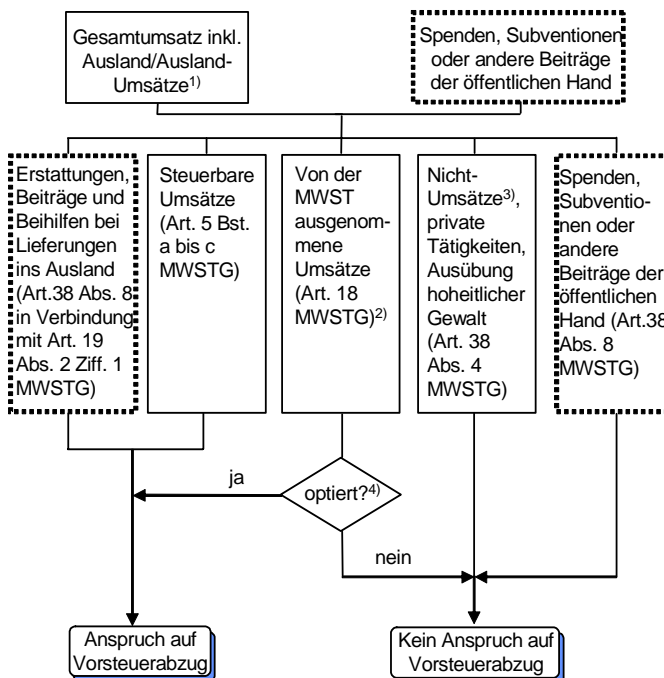 Gesamtumsatz inkl.
Ausland/Ausland-
Umsätze1)
Spenden, Subventionen
oder andere Beiträge
der öffentlichen Hand
Erstattungen,
Beiträge und
Beihilfen bei
Lieferungen
ins Ausland
(Art.38 Abs. 8
in Verbindung
mit Art. 19
Abs. 2 Ziff. 1
MWSTG)
Steuerbare
Umsätze
(Art. 5 Bst.
a bis c
MWSTG)
Von der
MWST
ausgenom-
mene
Umsätze
(Art. 18
MWSTG)2)
Nicht-
Umsätze3),
private
Tätigkeiten,
Ausübung
hoheitlicher
Gewalt
(Art. 38
Abs. 4
MWSTG)
Spenden,
Subventio-
nen oder
andere
Beiträge der
öffentlichen
Hand (Art.38
Abs. 8
MWSTG)
ja
optiert?4)
nein
Anspruch auf
Vorsteuerabzug
Kein Anspruch auf
Vorsteuerabzug